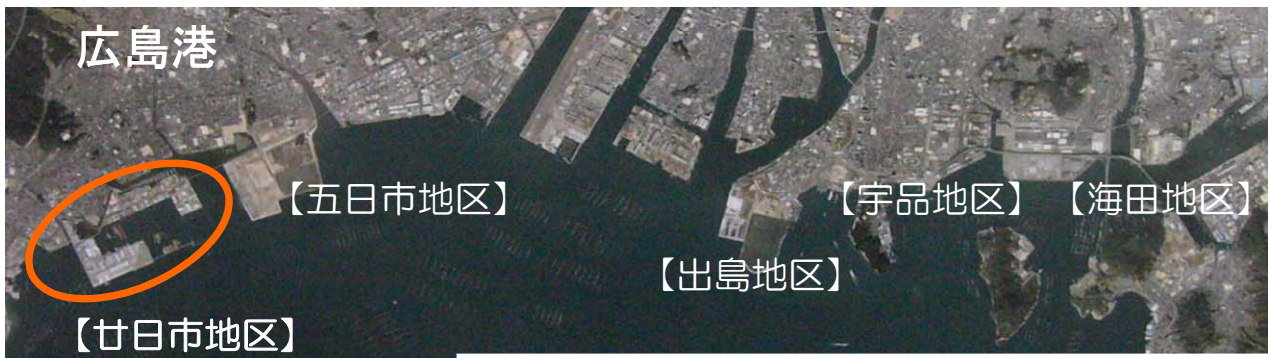 広島港
【五日市地区】
【宇品地区】
【海田地区】
【出島地区】
【廿日市地区】